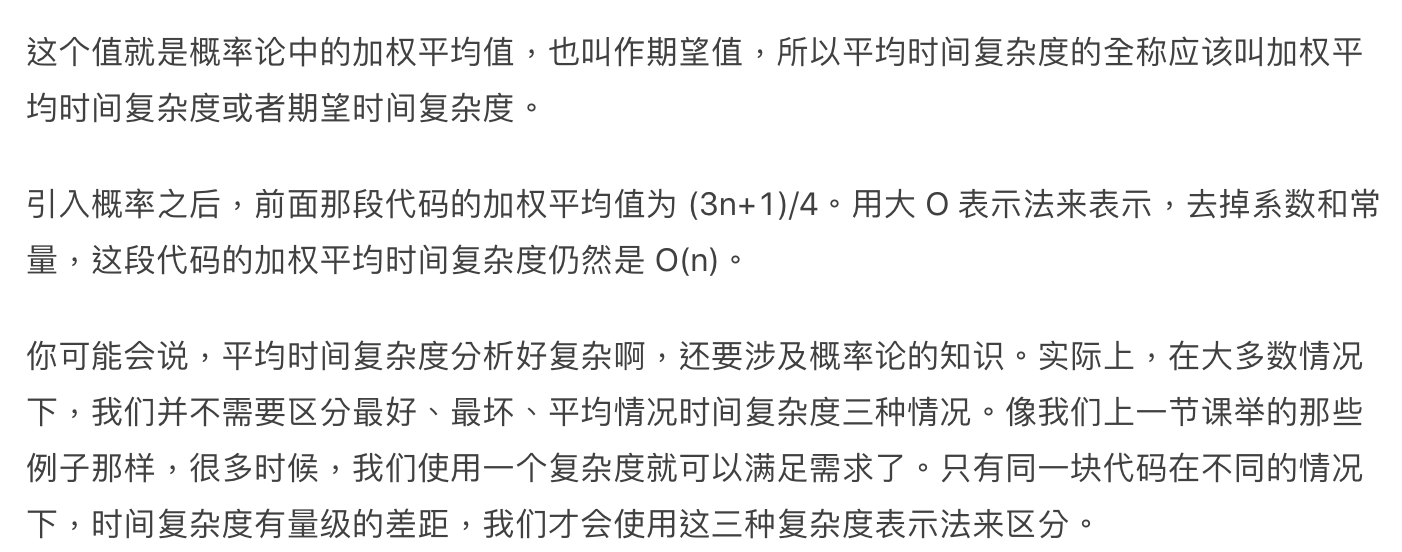 这个值就是概率论中的加权平均值，也叫作期望值，所以平均时间复杂度的全称应该叫加权平
均时间复杂度或者期望时间复杂度。
引入概率之后，前面那段代码的加权平均值为 (3n+1)/4。用大 O 表示法来表示，去掉系数和常
量，这段代码的加权平均时间复杂度仍然是 O(n)。
你可能会说，平均时间复杂度分析好复杂啊，还要涉及概率论的知识。实际上，在大多数情况
下，我们并不需要区分最好、最坏、平均情况时间复杂度三种情况。像我们上一节课举的那些
例子那样，很多时候，我们使用一个复杂度就可以满足需求了。只有同一块代码在不同的情况
下，时间复杂度有量级的差距，我们才会使用这三种复杂度表示法来区分。